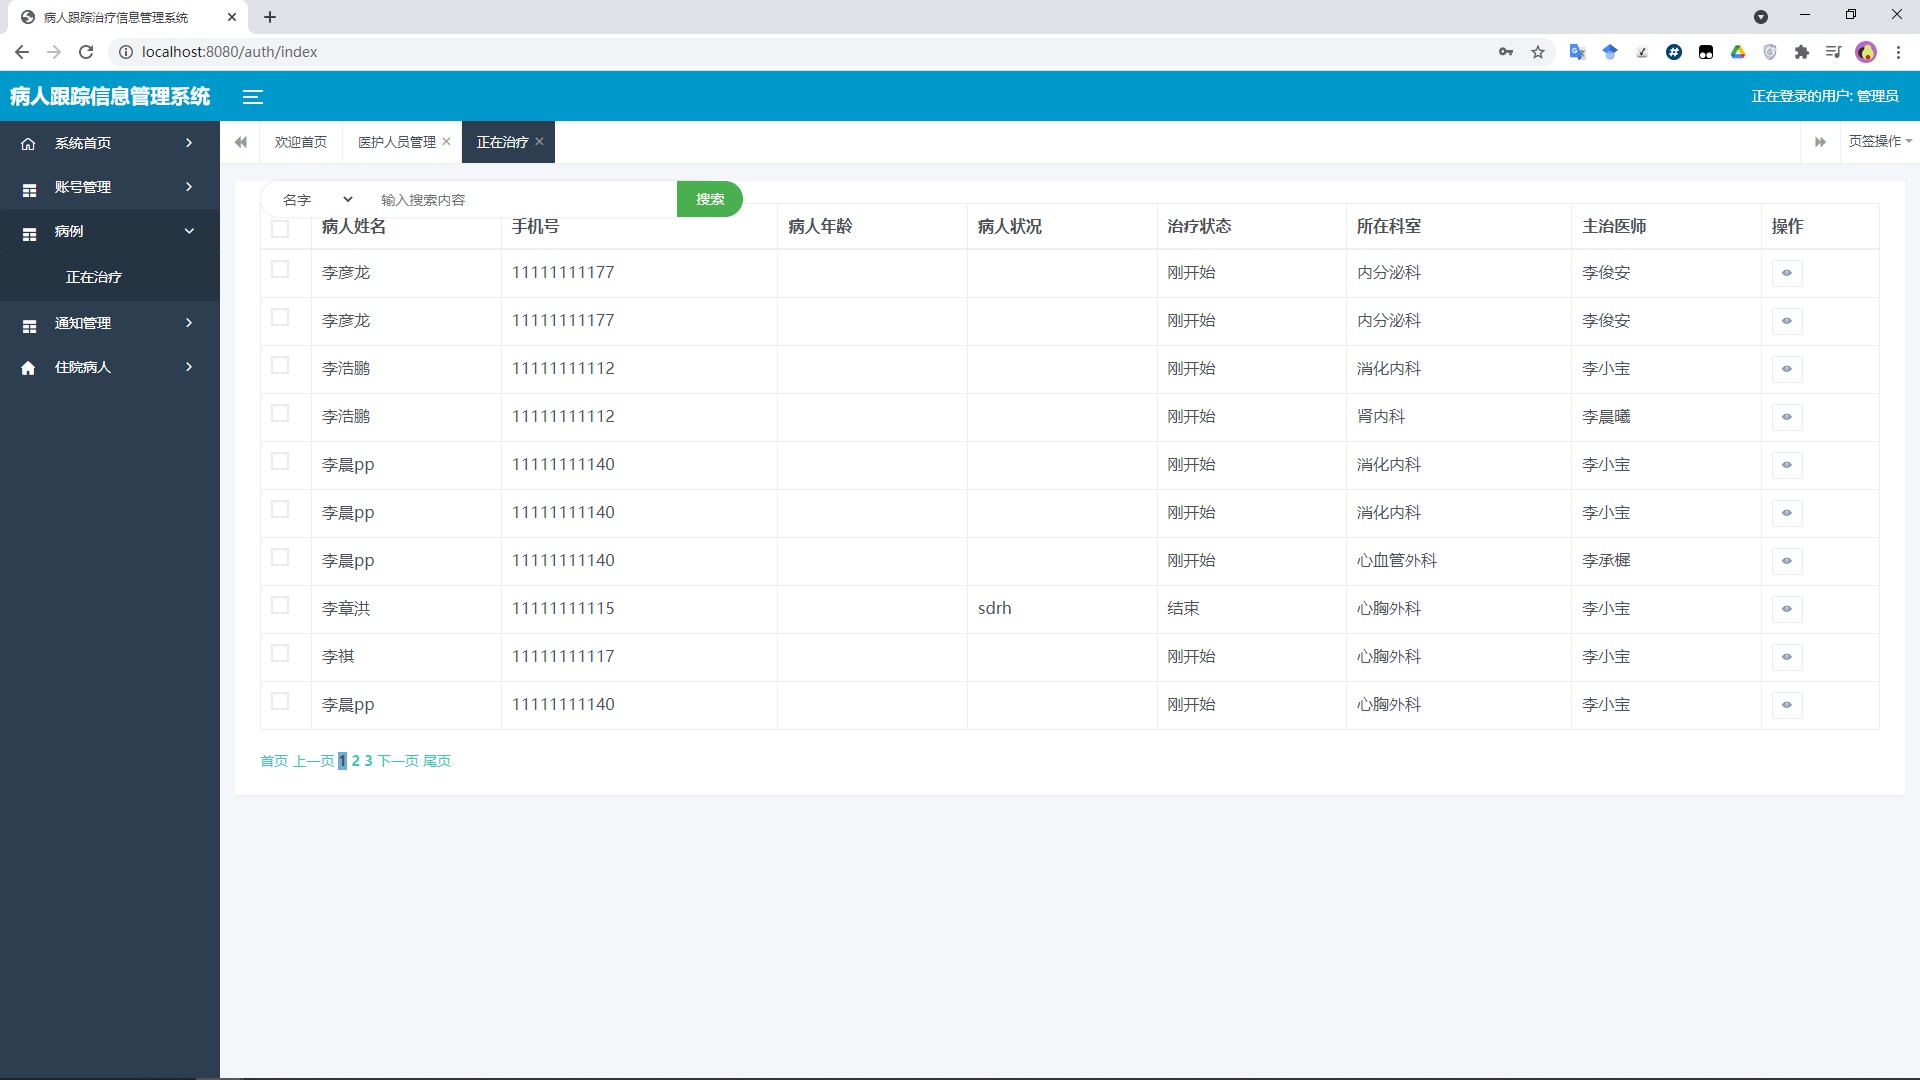 病人跟踪治疗信息管理系统
localhost:8080/auth/index
病人跟踪信息管理系统
正在登录的用户: 管理员
系统首页
账号管理
病例
正在治疗
通知管理
住院病人
欢迎首页 医护人员管理 正在治疗 页签操作
名字 输入搜索内容 搜索
病人姓名 手机号 病人年龄 病人状况 治疗状态 所在科室 主治医师 操作
李彦龙 11111111177 刚开始 内分泌科 李俊安
李彦龙 11111111177 刚开始 内分泌科 李俊安
李浩鹏 11111111112 刚开始 消化内科 李小宝
李浩鹏 11111111112 刚开始 肾内科 李晨曦
李晨pp 11111111140 刚开始 消化内科 李小宝
李晨pp 11111111140 刚开始 消化内科 李小宝
李晨pp 11111111140 刚开始 心血管外科 李承樨
李章洪 11111111115 sdrh 结束 心胸外科 李小宝
李祺 11111111117 刚开始 心胸外科 李小宝
李晨pp 11111111140 刚开始 心胸外科 李小宝
首页 上一页 1 2 3 下一页 尾页